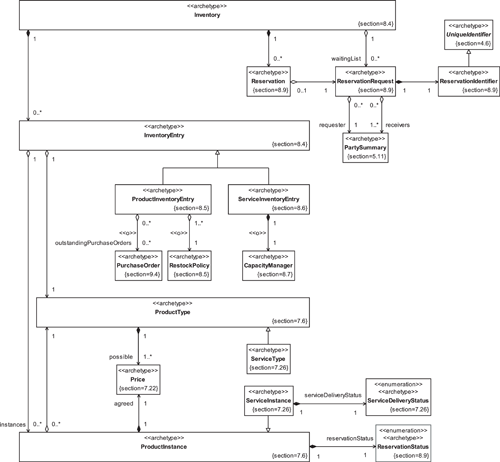 <<archetype>>
Inventory
{section=8.4}
1
1
1
0..*
waitingList
0..*
<<archetype>>
UniqueIdentifier
{section=4.6}
<<archetype>>
Reservation
{section=8.9}
0..1
1
<<archetype>>
ReservationRequest
{section=8.9}
1
1
<<archetype>>
ReservationIdentifier
{section=8.9}
0..*
0..*
requester
1
1..*
receivers
<<archetype>>
PartySummary
{section=5.11}
0..*
<<archetype>>
InventoryEntry
{section=8.4}
1
1
<<archetype>>
ProductInventoryEntry
{section=8.5}
<<archetype>>
ServiceInventoryEntry
{section=8.6}
0..*
1..*
1
<<o>>
<<o>>
<<o>>
outstandingPurchaseOrders
0..*
1
1
<<archetype>>
PurchaseOrder
{section=9.4}
<<archetype>>
RestockPolicy
{section=8.5}
<<archetype>>
CapacityManager
{section=8.7}
1
<<archetype>>
ProductType
{section=7.6}
1
1
possible
1..*
<<archetype>>
ServiceType
{section=7.26}
<<archetype>>
Price
{section=7.22}
agreed
1
1
<<archetype>>
ServiceInstance
{section=7.26}
serviceDeliveryStatus
1
1
<<enumeration>>
<<archetype>>
ServiceDeliveryStatus
{section=7.26}
instances
0..*
0..*
<<archetype>>
ProductInstance
{section=7.6}
reservationStatus
1
1
<<enumeration>>
<<archetype>>
ReservationStatus
{section=8.9}